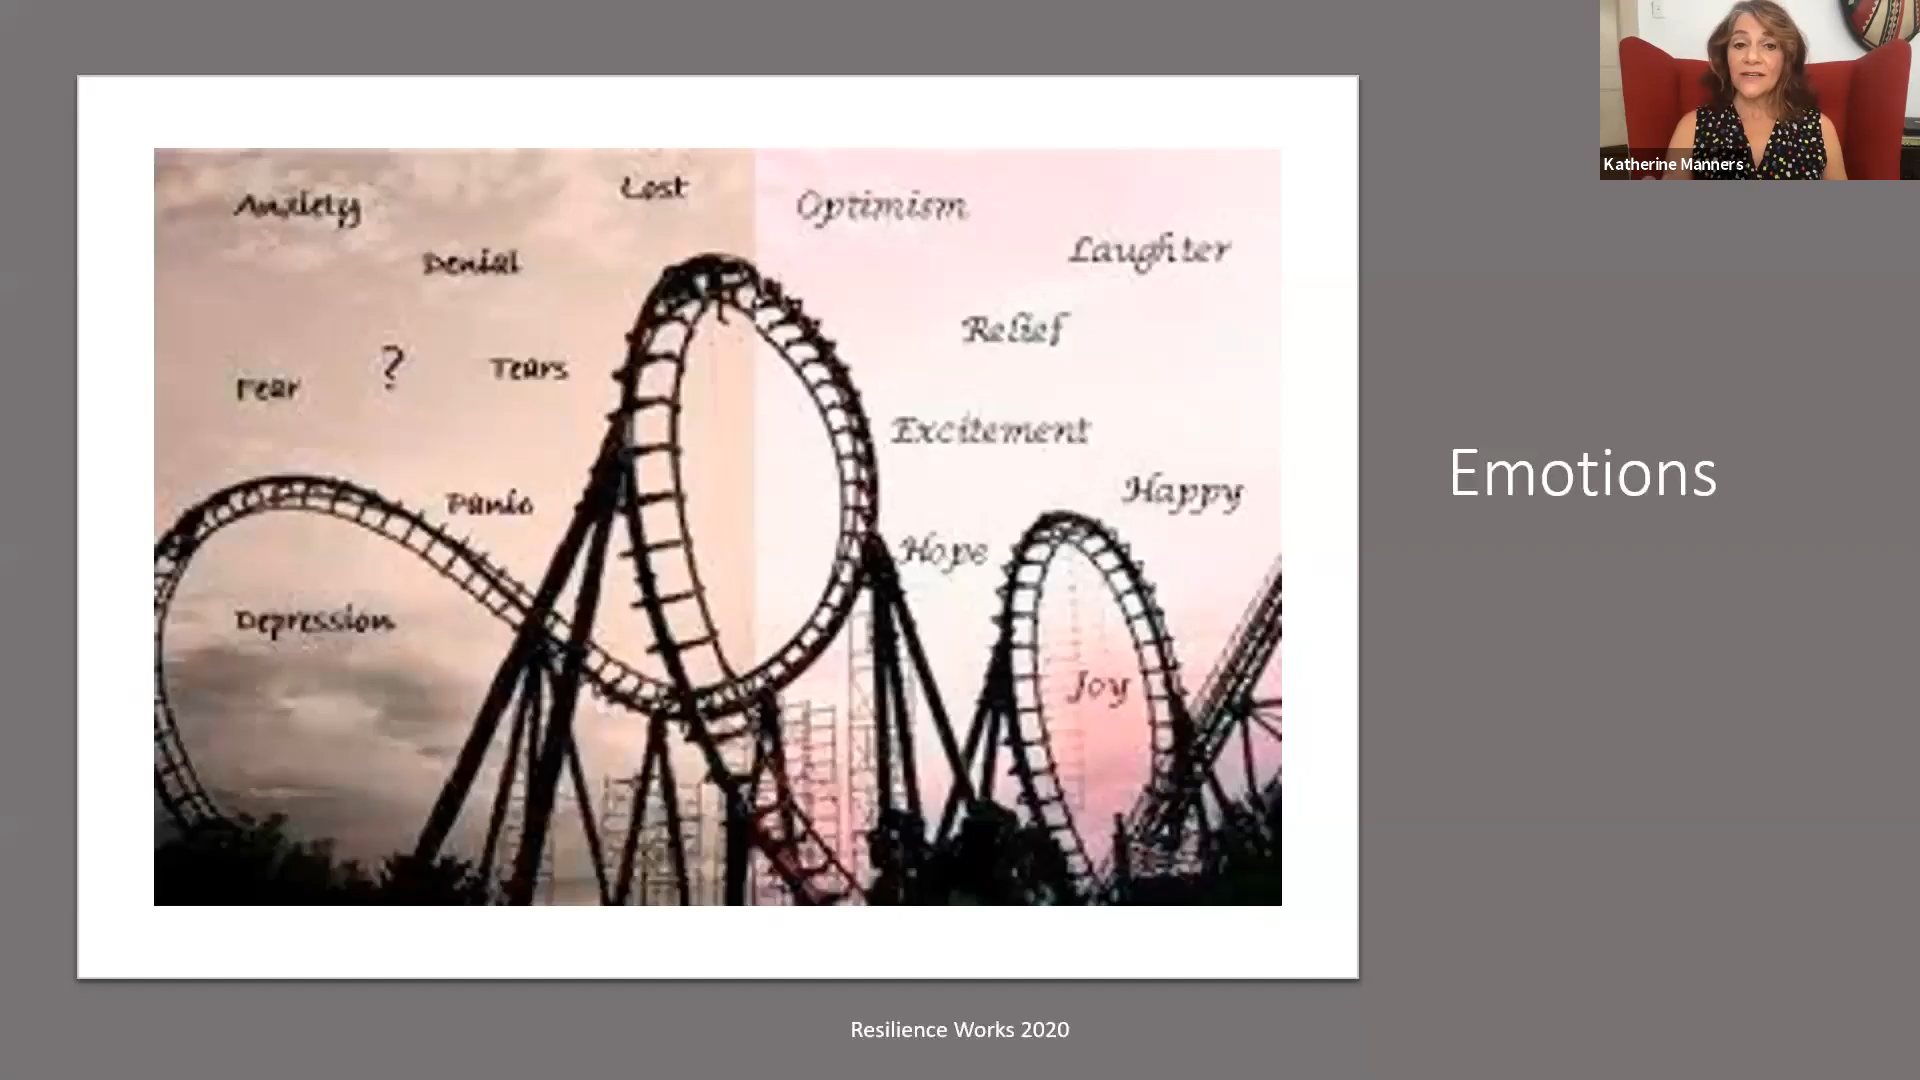 Katherine Manners
Anxiety
Lost
Optimism
Denial
Laughter
Relief
Fear
?
Tears
Excitement
Happy
Panic
Hope
Depression
Joy
Emotions
Resilience Works 2020